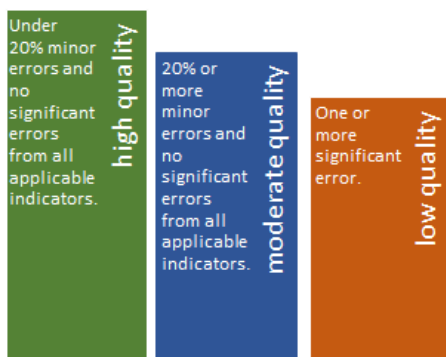 Under
20% minor
errors and
no
significant
errors
from all
applicable
indicators.
high quality
20% or
more
minor
errors and
no
significant
errors
from all
applicable
indicators.
moderate quality
One or
more
significant
error.
low quality